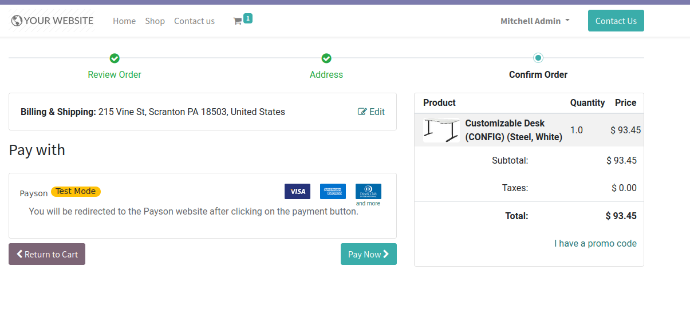 YOUR WEBSITE Home Shop Contact us 1 Mitchell Admin Contact Us
Review Order Address Confirm Order
Billing & Shipping: 215 Vine St, Scranton PA 18503, United States Edit
Pay with
Payson Test Mode VISA
and more
You will be redirected to the Payson website after clicking on the payment button.
Return to Cart Pay Now
Product Quantity Price
Customizable Desk
(CONFIG) (Steel, White) 1.0 $ 93.45
Subtotal: $ 93.45
Taxes: $ 0.00
Total: $ 93.45
I have a promo code